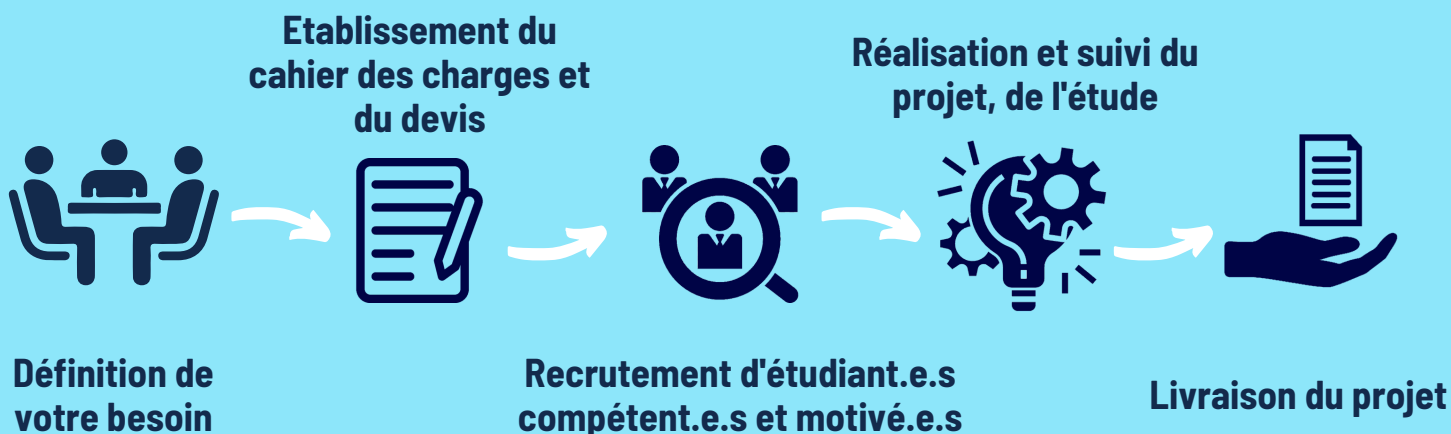 Définition de
votre besoin
Etablissement du
cahier des charges et
du devis
Recrutement d'étudiant.e.s
compétent.e.s et motivé.e.s
Réalisation et suivi du
projet, de l'étude
Livraison du projet